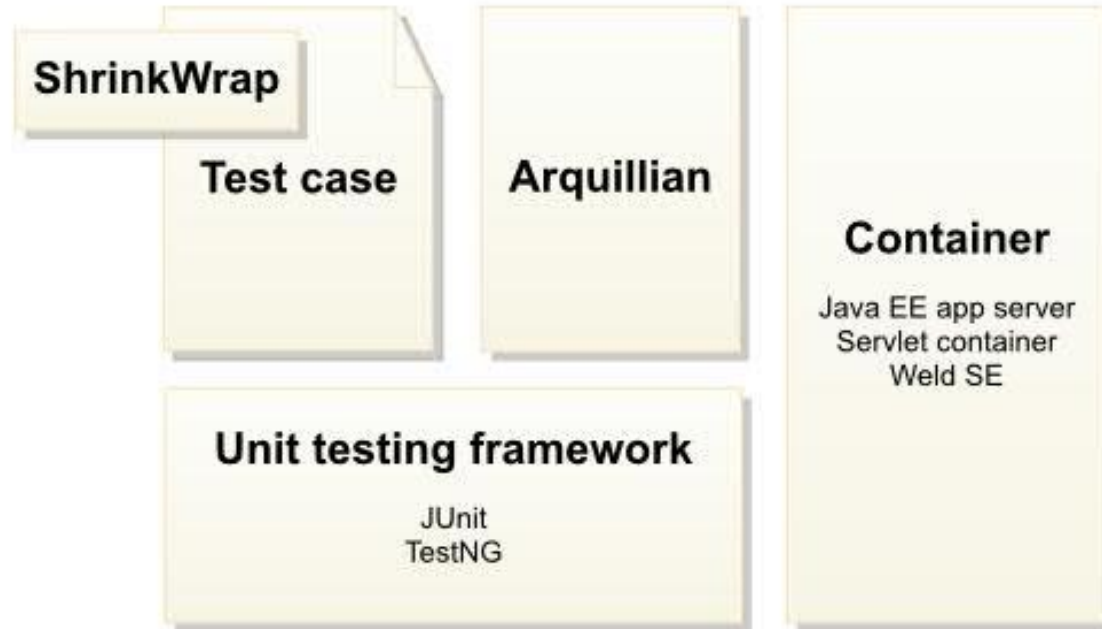 ShrinkWrap
Test case
Arquillian
Container
Java EE app server
Servlet container
Weld SE
Unit testing framework
JUnit
TestNG